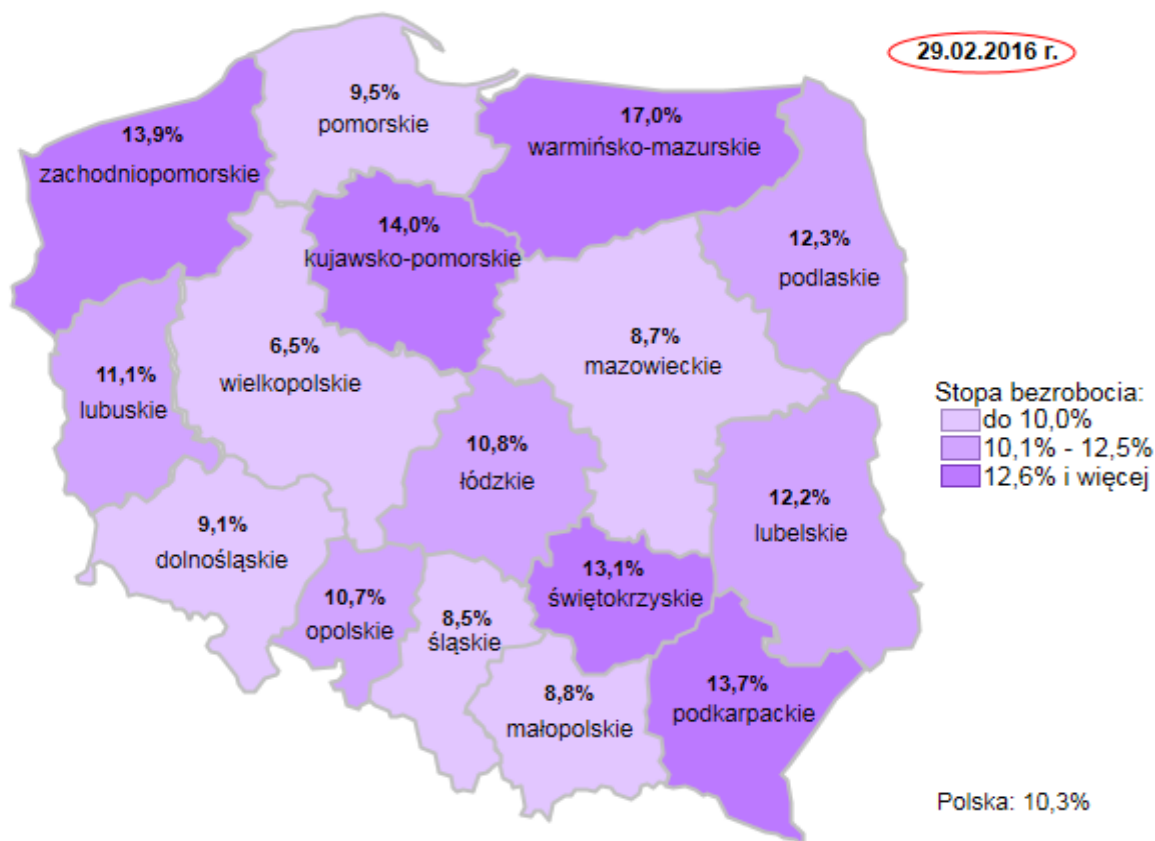 29.02.2016 r.
9,5%
pomorskie
17,0%
warmińsko-mazurskie
13,9%
zachodniopomorskie
14,0%
kujawsko-pomorskie
12,3%
podlaskie
8,7%
mazowieckie
6,5%
wielkopolskie
11,1%
lubuskie
10,8%
łódzkie
Stopa bezrobocia:
do 10,0%
10,1% - 12,5%
12,6% i więcej
12,2%
lubelskie
9,1%
dolnośląskie
13,1%
świętokrzyskie
10,7%
opolskie
8,5%
śląskie
8,8%
małopolskie
13,7%
podkarpackie
Polska: 10,3%